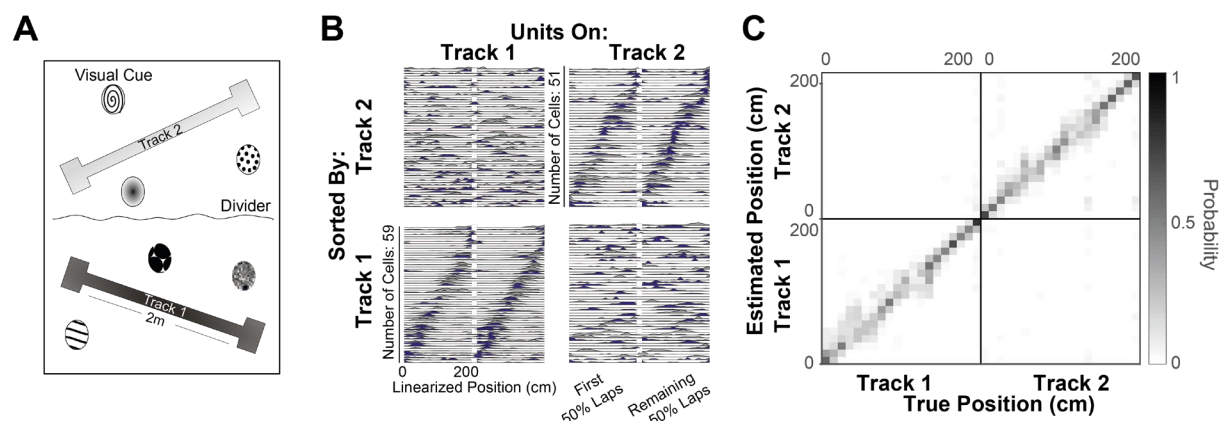 A
Visual Cue
Track 2
Divider
Track 1
2m
B
Units On:
Track 1
Track 2
Sorted By:
Track 2
Track 1
Number of Cells: 51
Number of Cells: 59
0
200
Linearized Position (cm)
First
50% Laps
Remaining
50% Laps
C
0
200
0
200
200
0
200
0
Estimated Position (cm)
Track 2
Track 1
Track 1
Track 2
True Position (cm)
1
0.5
0
Probability